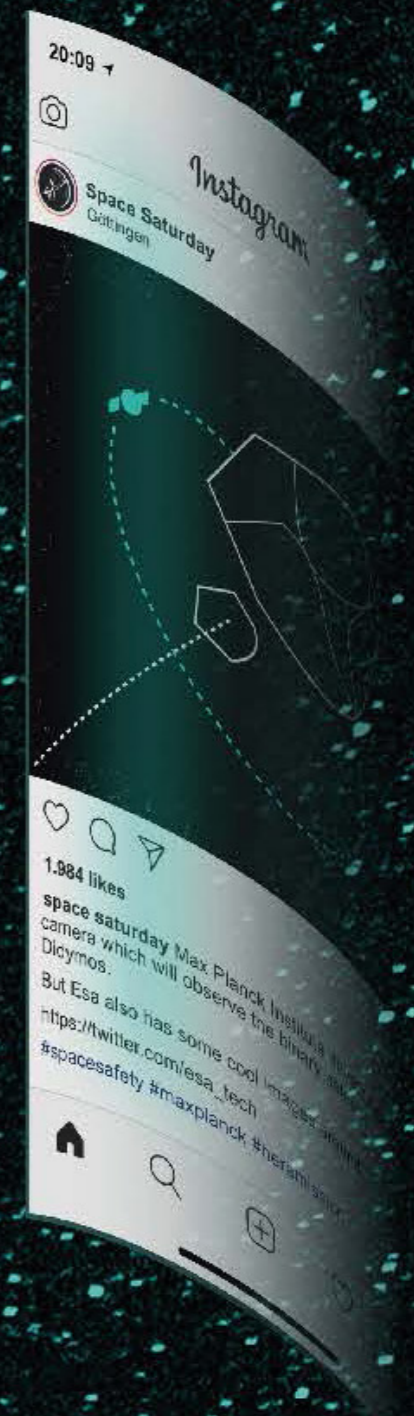 20:09
Instagram
Space Saturday
Göttingen
1.984 likes
space saturday Max Planck Institute
camera which will observe the binary
Didymos.
But Esa also has some cool images
https://twitter.com/esa_tech
#spacesafety #maxplanck #heramission